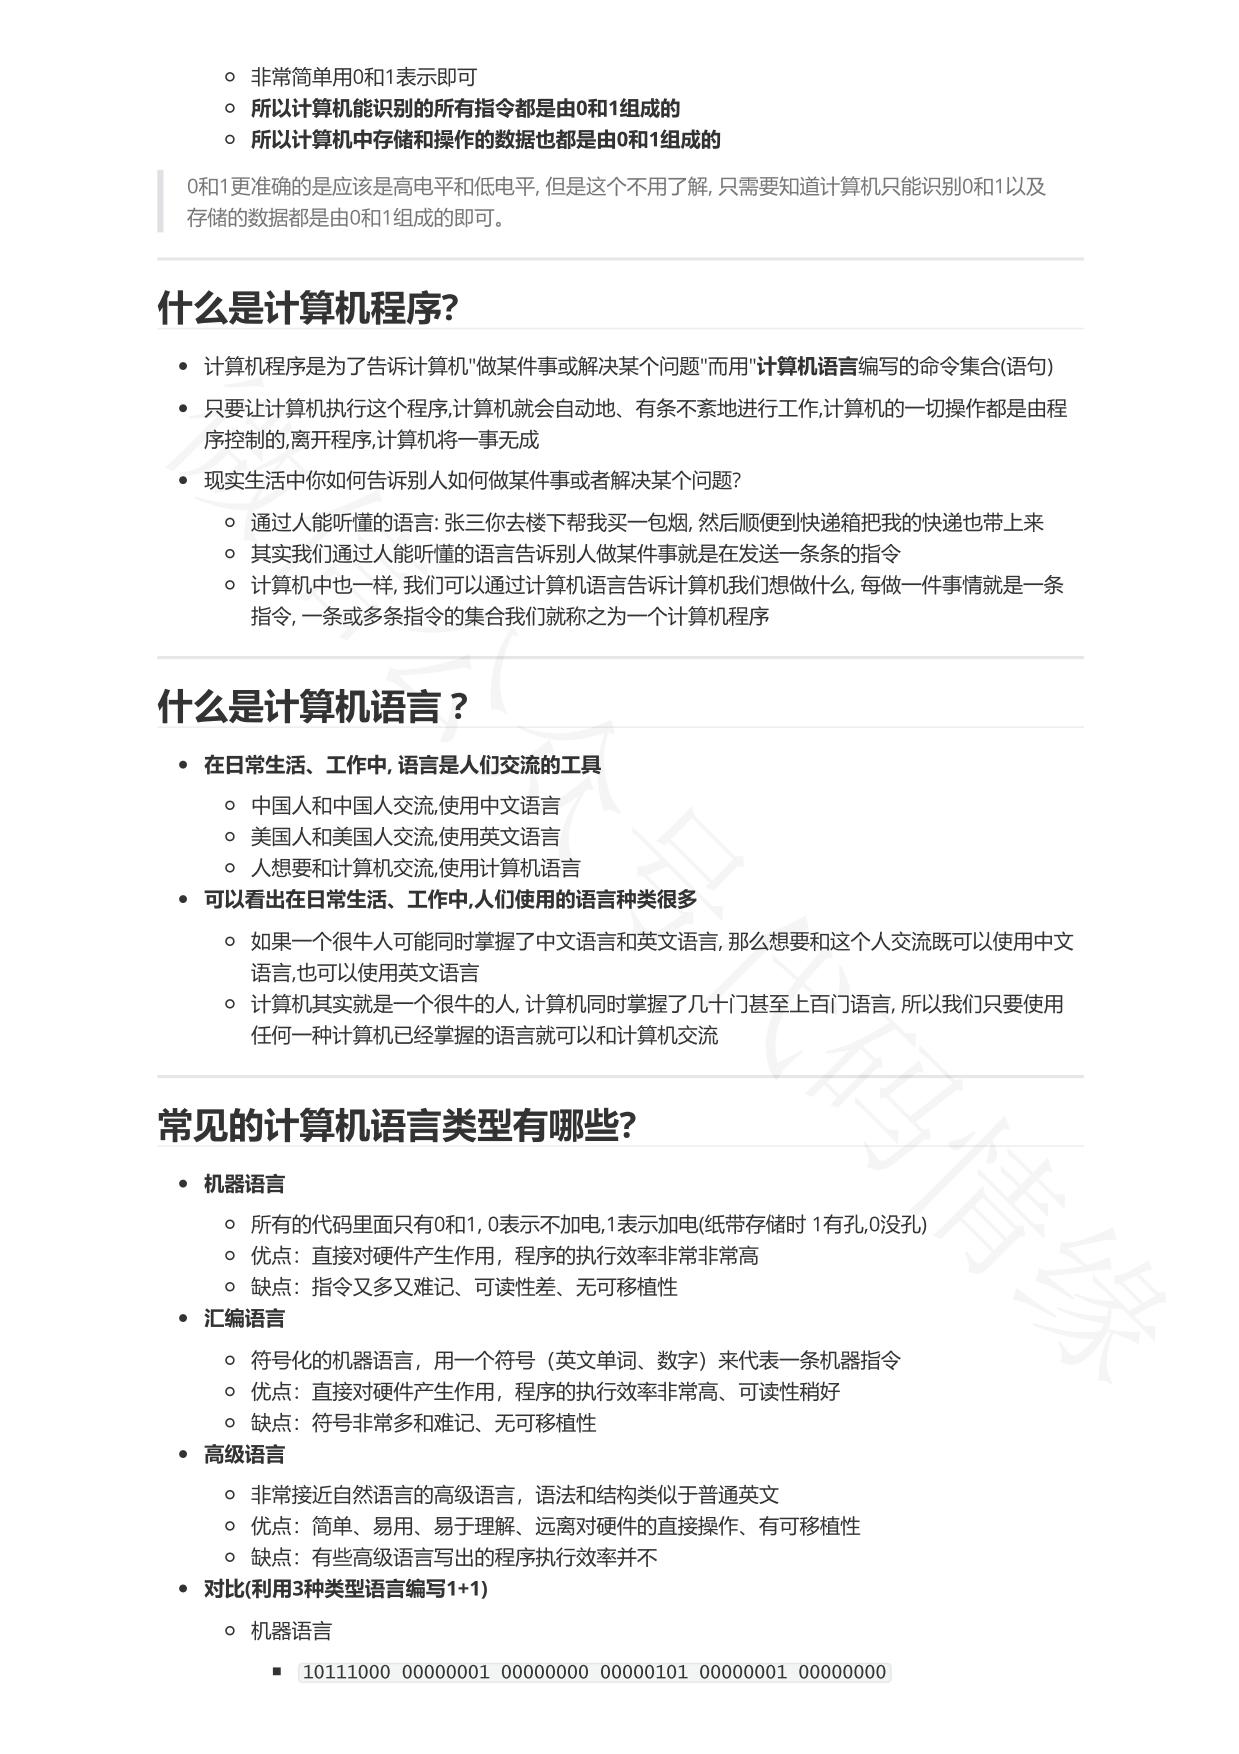 非常简单用0和1表示即可
所以计算机能识别的所有指令都是由0和1组成的
所以计算机中存储和操作的数据也都是由0和1组成的
0和1更准确的是应该是高电平和低电平, 但是这个不用了解, 只需要知道计算机只能识别0和1以及
存储的数据都是由0和1组成的即可。
什么是计算机程序?
计算机程序是为了告诉计算机"做某件事或解决某个问题"而用"计算机语言编写的命令集合(语句)
只要让计算机执行这个程序,计算机就会自动地、有条不紊地进行工作,计算机的一切操作都是由程
序控制的,离开程序,计算机将一事无成
现实生活中你如何告诉别人如何做某件事或者解决某个问题?
通过人能听懂的语言: 张三你去楼下帮我买一包烟, 然后顺便到快递箱把我的快递也带上来
其实我们通过人能听懂的语言告诉别人做某件事就是在发送一条条的指令
计算机中也一样, 我们可以通过计算机语言告诉计算机我们想做什么, 每做一件事情就是一条
指令, 一条或多条指令的集合我们就称之为一个计算机程序
什么是计算机语言？
在日常生活、工作中, 语言是人们交流的工具
中国人和中国人交流,使用中文语言
美国人和美国人交流,使用英文语言
人想要和计算机交流,使用计算机语言
可以看出在日常生活、工作中,人们使用的语言种类很多
如果一个很牛人可能同时掌握了中文语言和英文语言, 那么想要和这个人交流既可以使用中文
语言,也可以使用英文语言
计算机其实就是一个很牛的人, 计算机同时掌握了几十门甚至上百门语言, 所以我们只要使用
任何一种计算机已经掌握的语言就可以和计算机交流
常见的计算机语言类型有哪些?
机器语言
所有的代码里面只有0和1, 0表示不加电,1表示加电(纸带存储时 1有孔,0没孔)
优点：直接对硬件产生作用，程序的执行效率非常非常高
缺点：指令又多又难记、可读性差、无可移植性
汇编语言
符号化的机器语言，用一个符号（英文单词、数字）来代表一条机器指令
优点：直接对硬件产生作用，程序的执行效率非常高、可读性稍好
缺点：符号非常多和难记、无可移植性
高级语言
非常接近自然语言的高级语言，语法和结构类似于普通英文
优点：简单、易用、易于理解、远离对硬件的直接操作、有可移植性
缺点：有些高级语言写出的程序执行效率并不
对比(利用3种类型语言编写1+1)
机器语言
10111000 00000001 00000000 00000101 00000001 00000000
微信公众号代码情缘